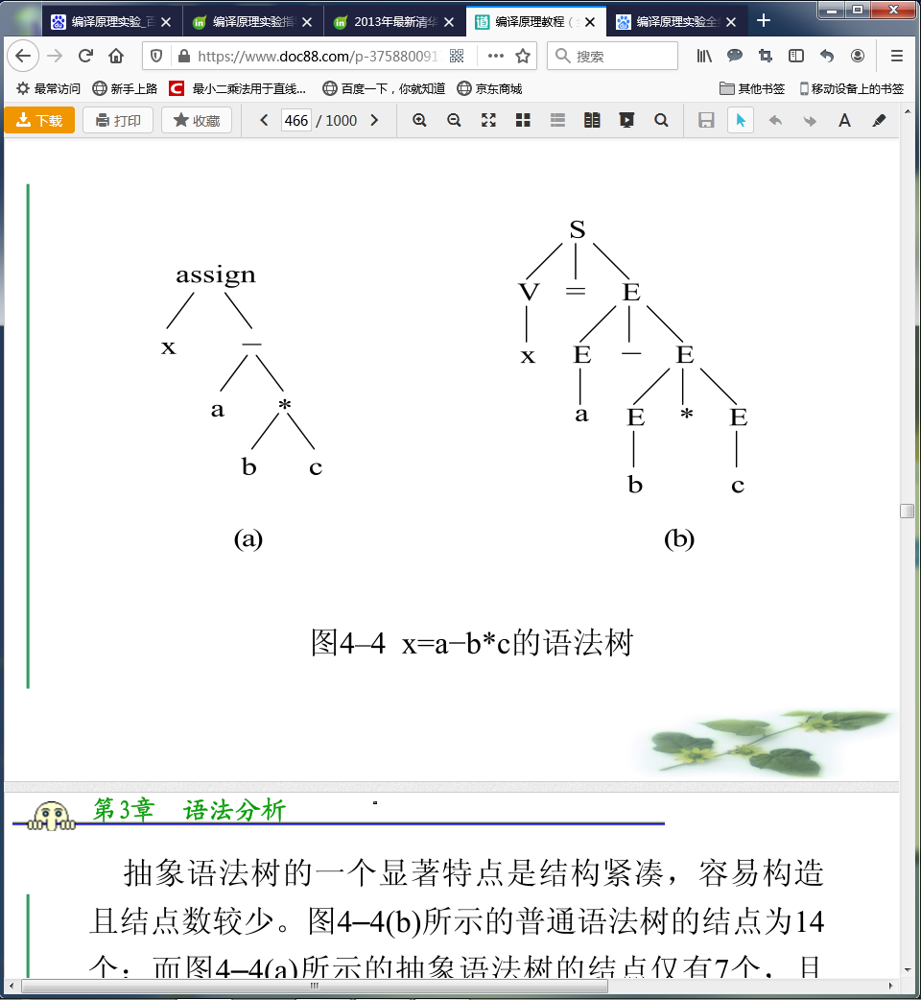 编译原理实验_百
编译原理实验指
2013年最新清华
编译原理教程（
编译原理实验全
https://www.doc88.com/p-37588009
搜索
最常访问 新手上路 最小二乘法用于直线... 百度一下，你就知道 京东商城 其他书签 移动设备上的书签
下载 打印 收藏 466 / 1000 A
assign
x −
a *
b c
(a)
S
V = E
x E − E
a E * E
b c
(b)
图4–4 x=a−b*c的语法树
第3章 语法分析
抽象语法树的一个显著特点是结构紧凑，容易构造
且结点数较少。图4–4(b)所示的普通语法树的结点为14
个；而图4–4(a)所示的抽象语法树的结点仅有7个，且